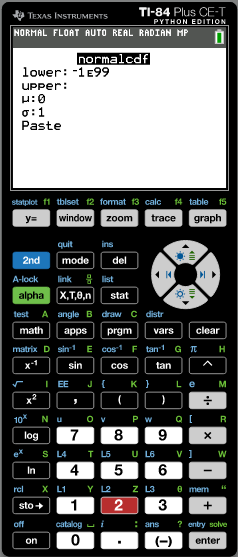 TEXAS INSTRUMENTS TI-84 Plus CE-T
PYTHON EDITION
NORMAL FLOAT AUTO REAL RADIAN MP
normalcdf
lower:-1E99
upper:
μ:0
σ:1
Paste
statplot f1 tblset f2 format f3 calc f4 table f5
y= window zoom trace graph
quit ins
2nd mode del
A-lock link list
alpha X,T,θ,n stat
test A angle B draw C distr
math apps prgm vars clear
matrix D sin⁻¹ E cos⁻¹ F tan⁻¹ G π H
x⁻¹ sin cos tan ^
√ I EE J { K } L e M
x² , ( ) ÷
10ˣ N u O v P w Q [ R
log 7 8 9 ×
eˣ S L4 T L5 U L6 V ] W
ln 4 5 6 −
rcl X L1 Y L2 Z L3 θ mem "
sto→ 1 2 3 +
off catalog ⎵ i : ans ? entry solve
on 0 . (−) enter